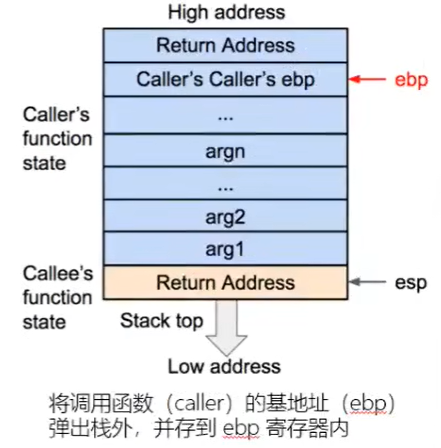 High address
Return Address
Caller's Caller's ebp
ebp
...
Caller's
function
state
argn
...
arg2
arg1
Callee's
function
state
Return Address
esp
Stack top
Low address
将调用函数（caller）的基地址（ebp）
弹出栈外，并存到 ebp 寄存器内